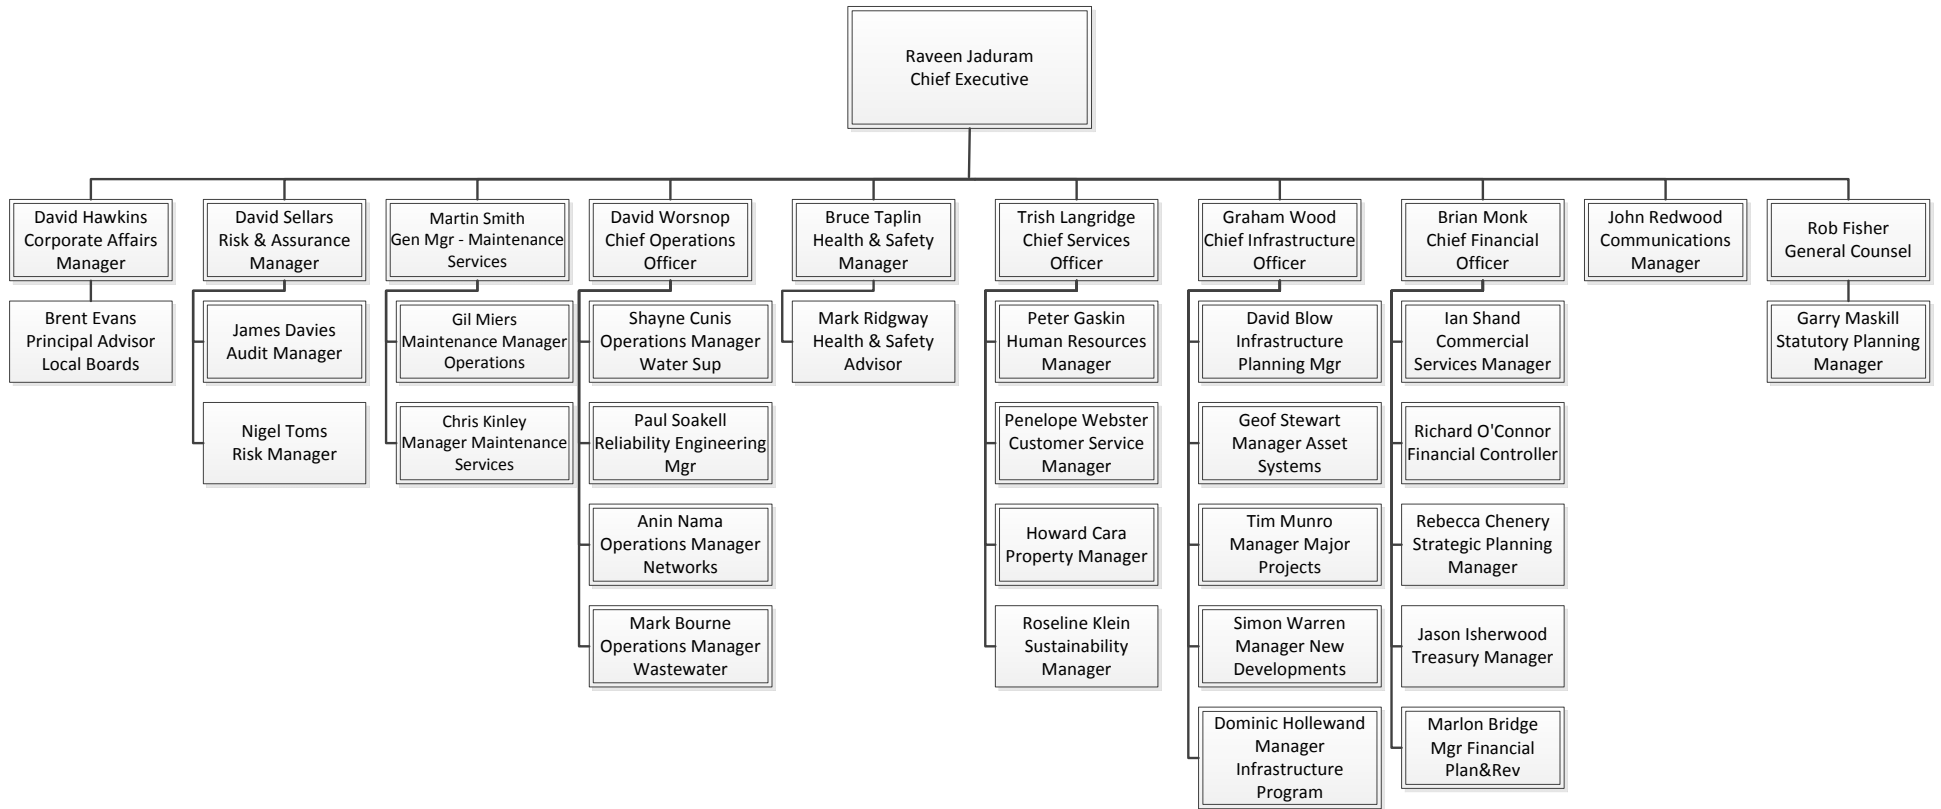 Raveen Jaduram
Chief Executive
David Hawkins
Corporate Affairs
Manager
David Sellars
Risk & Assurance
Manager
Martin Smith
Gen Mgr - Maintenance
Services
David Worsnop
Chief Operations
Officer
Bruce Taplin
Health & Safety
Manager
Trish Langridge
Chief Services
Officer
Graham Wood
Chief Infrastructure
Officer
Brian Monk
Chief Financial
Officer
John Redwood
Communications
Manager
Rob Fisher
General Counsel
Brent Evans
Principal Advisor
Local Boards
James Davies
Audit Manager
Gil Miers
Maintenance Manager
Operations
Shayne Cunis
Operations Manager
Water Sup
Mark Ridgway
Health & Safety
Advisor
Peter Gaskin
Human Resources
Manager
David Blow
Infrastructure
Planning Mgr
Ian Shand
Commercial
Services Manager
Garry Maskill
Statutory Planning
Manager
Nigel Toms
Risk Manager
Chris Kinley
Manager Maintenance
Services
Paul Soakell
Reliability Engineering
Mgr
Penelope Webster
Customer Service
Manager
Geof Stewart
Manager Asset
Systems
Richard O'Connor
Financial Controller
Anin Nama
Operations Manager
Networks
Howard Cara
Property Manager
Tim Munro
Manager Major
Projects
Rebecca Chenery
Strategic Planning
Manager
Mark Bourne
Operations Manager
Wastewater
Roseline Klein
Sustainability
Manager
Simon Warren
Manager New
Developments
Jason Isherwood
Treasury Manager
Dominic Hollewand
Manager
Infrastructure
Program
Marlon Bridge
Mgr Financial
Plan&Rev